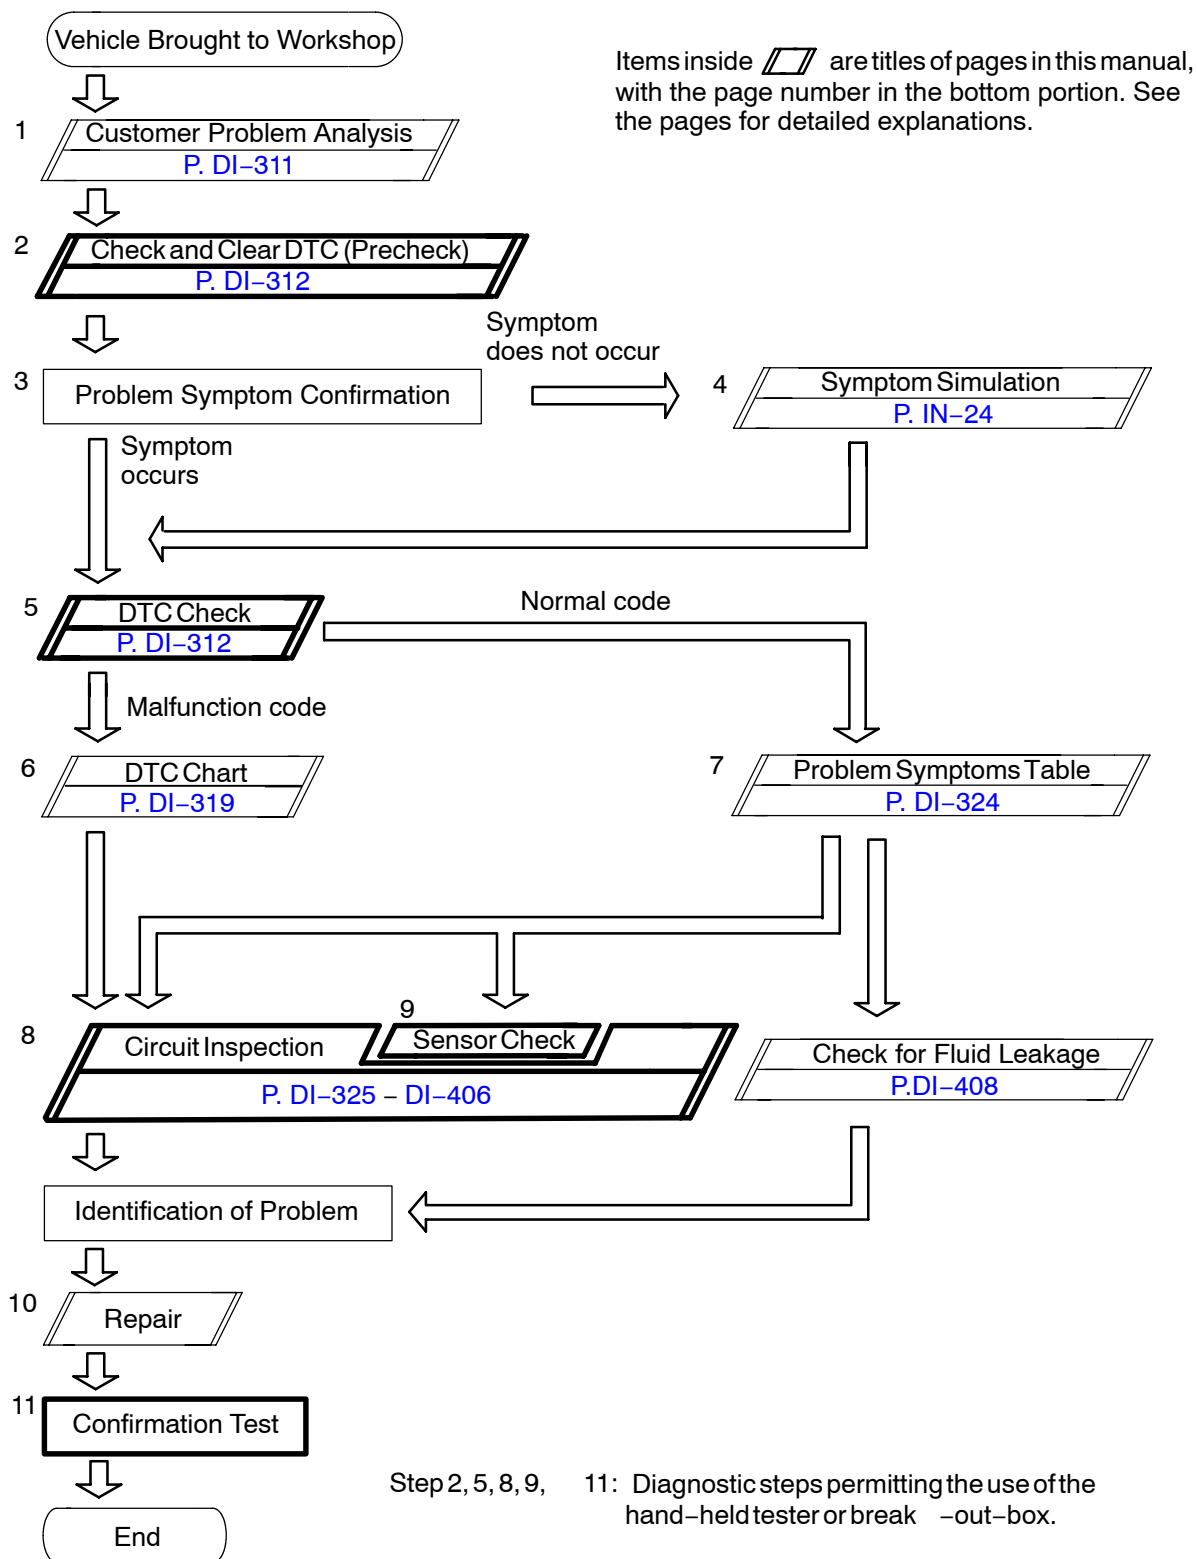 Vehicle Brought to Workshop
Items inside are titles of pages in this manual,
with the page number in the bottom portion. See
the pages for detailed explanations.
1
Customer Problem Analysis
P. DI–311
2
Check and Clear DTC (Precheck)
P. DI–312
Symptom
does not occur
3
Problem Symptom Confirmation
4
Symptom Simulation
P. IN–24
Symptom
occurs
5
DTC Check
P. DI–312
Normal code
Malfunction code
6
DTC Chart
P. DI–319
7
Problem Symptoms Table
P. DI–324
8
Circuit Inspection
9
Sensor Check
P. DI–325 – DI–406
Check for Fluid Leakage
P.DI–408
Identification of Problem
10
Repair
11
Confirmation Test
Step 2, 5, 8, 9, 11: Diagnostic steps permitting the use of the
hand–held tester or break –out–box.
End